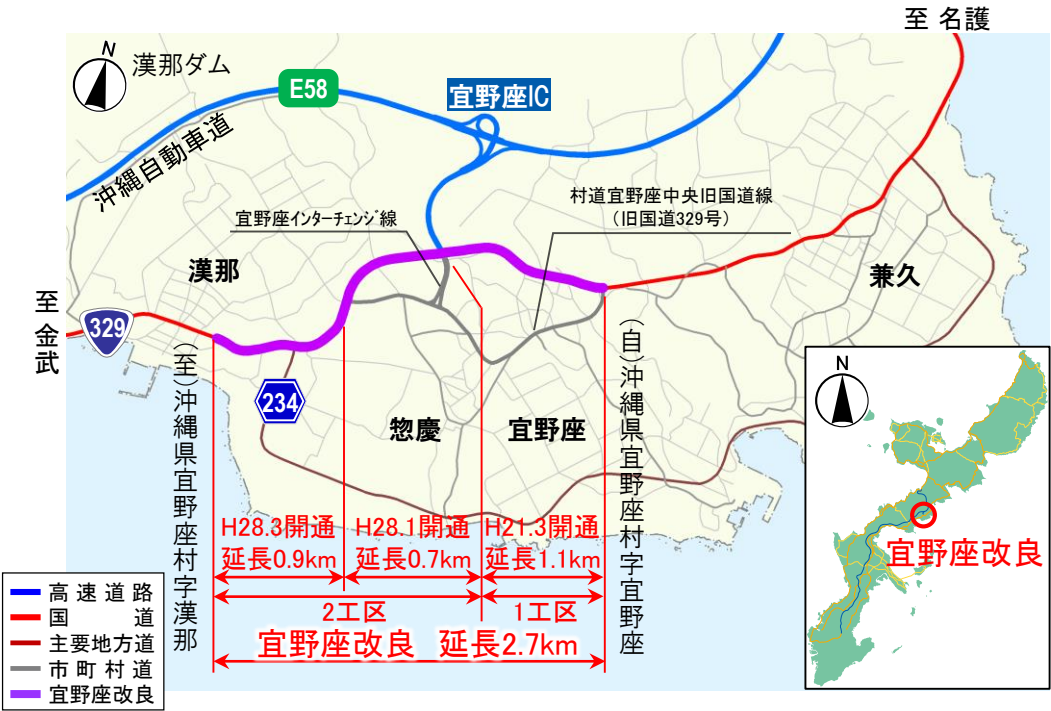 至 名護
N
漢那ダム
E58
宜野座IC
沖縄自動車道
村道宜野座中央旧国道線
（旧国道329号）
宜野座インターチェンジ線
漢那
兼久
至 金武
329
234
惣慶
宜野座
（至）沖縄県宜野座村字漢那
（自）沖縄県宜野座村字宜野座
H28.3開通
延長0.9km
H28.1開通
延長0.7km
H21.3開通
延長1.1km
2工区
1工区
宜野座改良 延長2.7km
高速道路
国道
主要地方道
市町村道
宜野座改良
N
宜野座改良